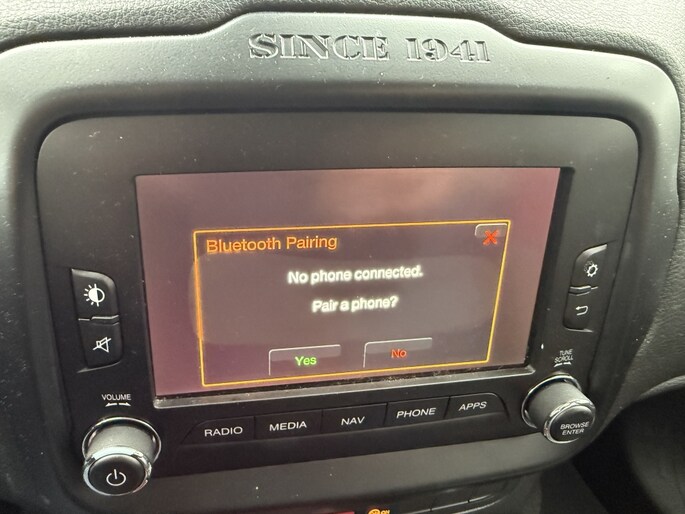 SINCE 1941
Bluetooth Pairing
No phone connected.
Pair a phone?
Yes
No
VOLUME
TUNE
SCROLL
RADIO
MEDIA
NAV
PHONE
APPS
BROWSE
ENTER